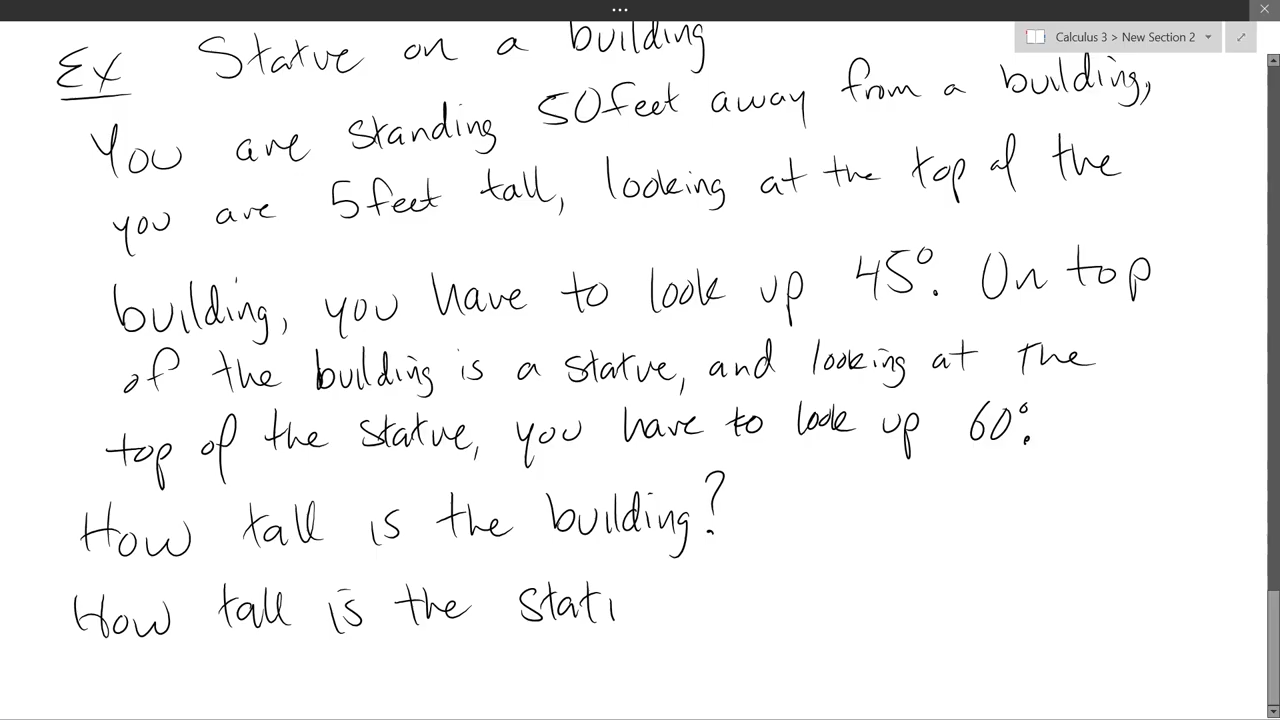 Calculus 3 > New Section 2
Ex Statue on a building
You are standing 50feet away from a building,
you are 5feet tall, looking at the top of the
building, you have to look up 45°. On top
of the building is a statue, and looking at the
top of the statue, you have to look up 60°.
How tall is the building?
How tall is the stati